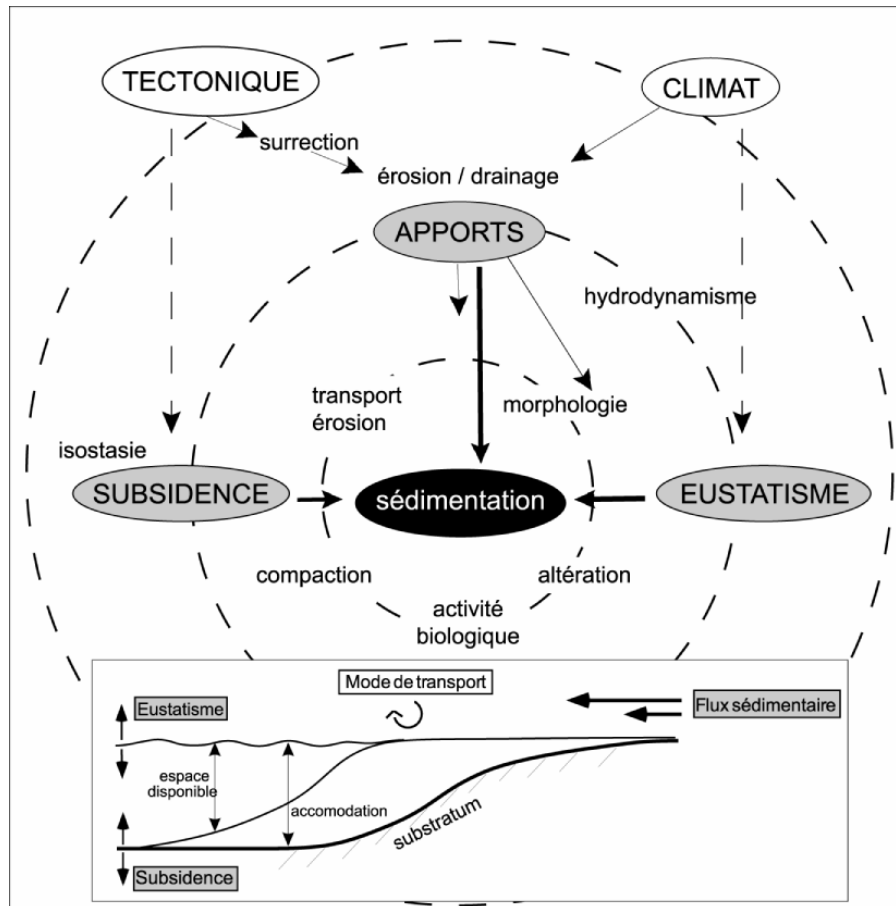 TECTONIQUE
CLIMAT
surrection
érosion / drainage
APPORTS
hydrodynamisme
transport
érosion
morphologie
isostasie
SUBSIDENCE
sédimentation
EUSTATISME
compaction
altération
activité
biologique
Mode de transport
Eustatisme
Flux sédimentaire
espace
disponible
accomodation
substratum
Subsidence